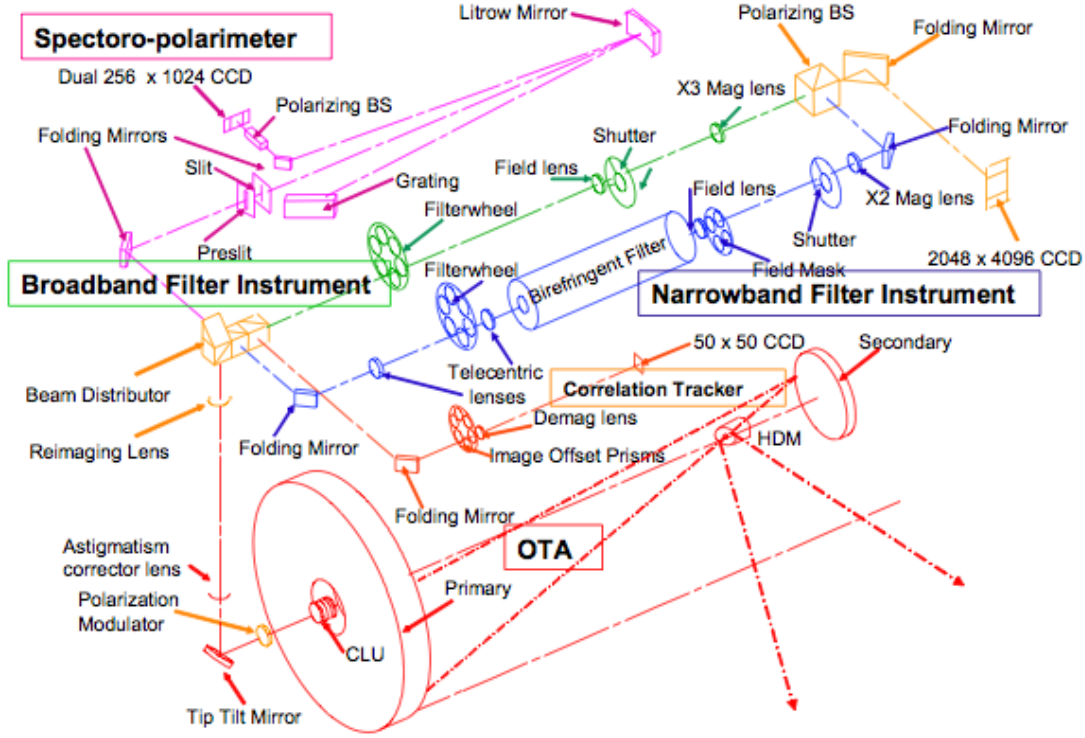 Litrow Mirror
Polarizing BS
Folding Mirror
Spectoro-polarimeter
Dual 256 x 1024 CCD
X3 Mag lens
Polarizing BS
Folding Mirrors
Shutter
Folding Mirror
Slit
Field lens
Grating
Field lens
X2 Mag lens
Filterwheel
Shutter
Preslit
Birefringent Filter
2048 x 4096 CCD
Filterwheel
Field Mask
Broadband Filter Instrument
Narrowband Filter Instrument
50 x 50 CCD
Secondary
Telecentric
lenses
Correlation Tracker
Beam Distributor
Demag lens
HDM
Folding Mirror
Reimaging Lens
Image Offset Prisms
Folding Mirror
OTA
Astigmatism
corrector lens
Primary
Polarization
Modulator
CLU
Tip Tilt Mirror